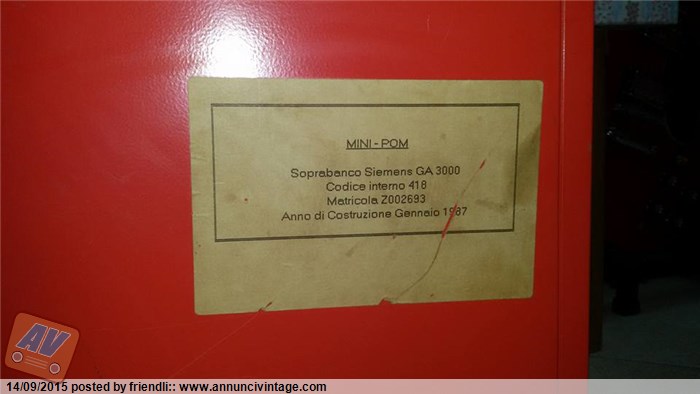 MINI - POM
Soprabanco Siemens GA 3000
Codice interno 418
Matricola Z002693
Anno di Costruzione Gennaio 1987
AV
14/09/2015 posted by friendli:: www.annuncivintage.com